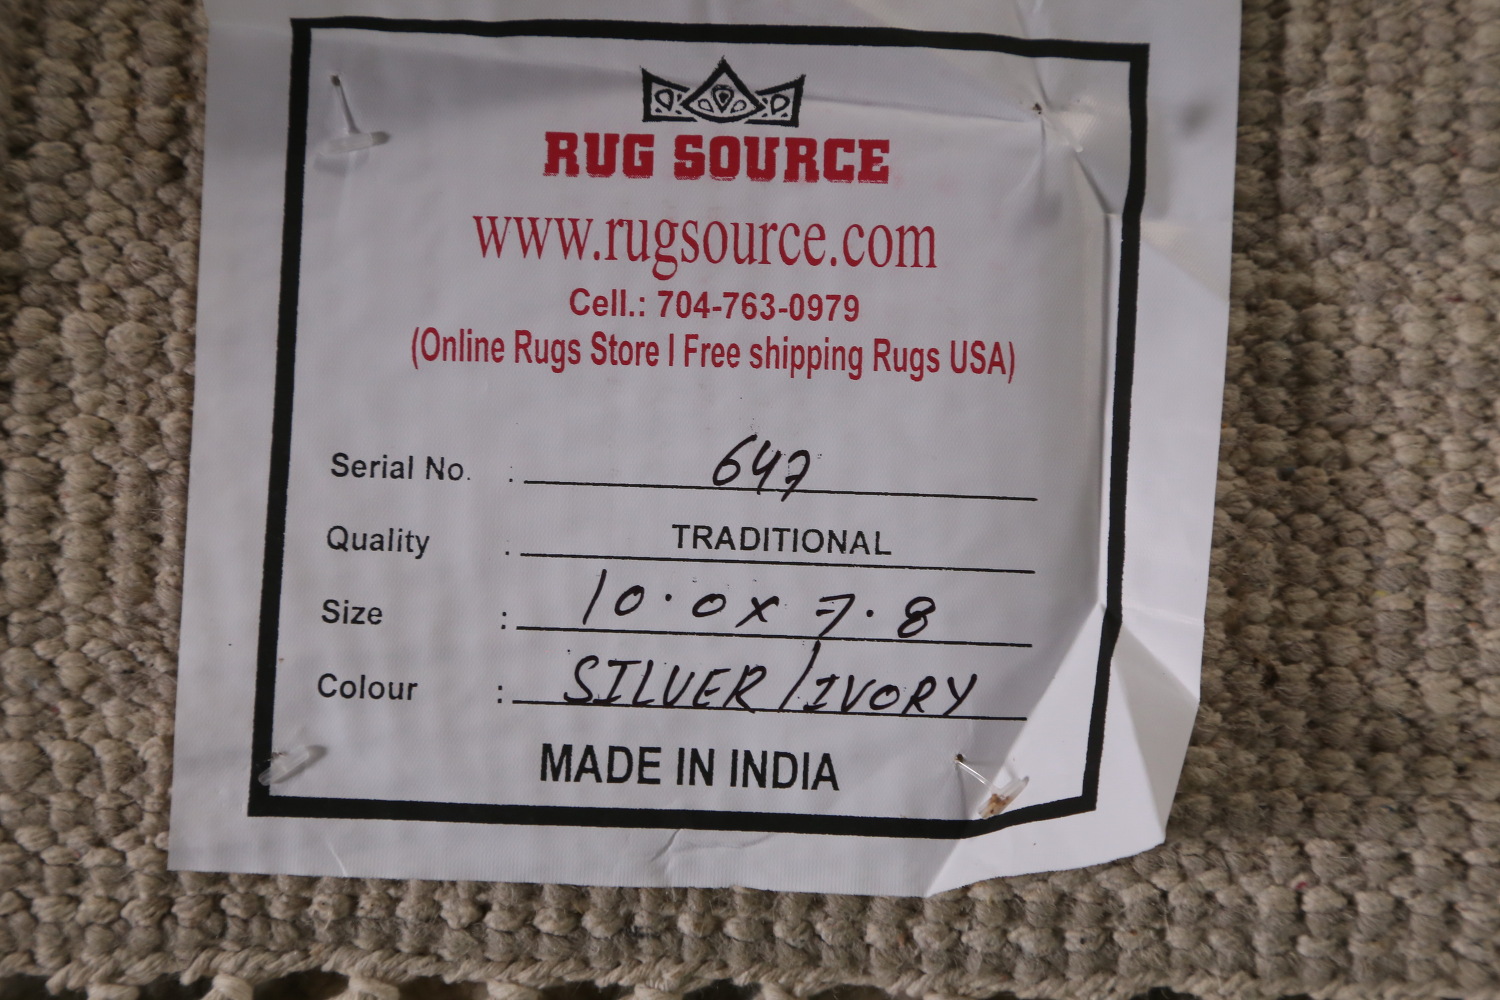 RUG SOURCE
www.rugsource.com
Cell.: 704-763-0979
(Online Rugs Store I Free shipping Rugs USA)
Serial No. : 647
Quality : TRADITIONAL
Size : 10.0 x 7.8
Colour : SILVER/IVORY
MADE IN INDIA